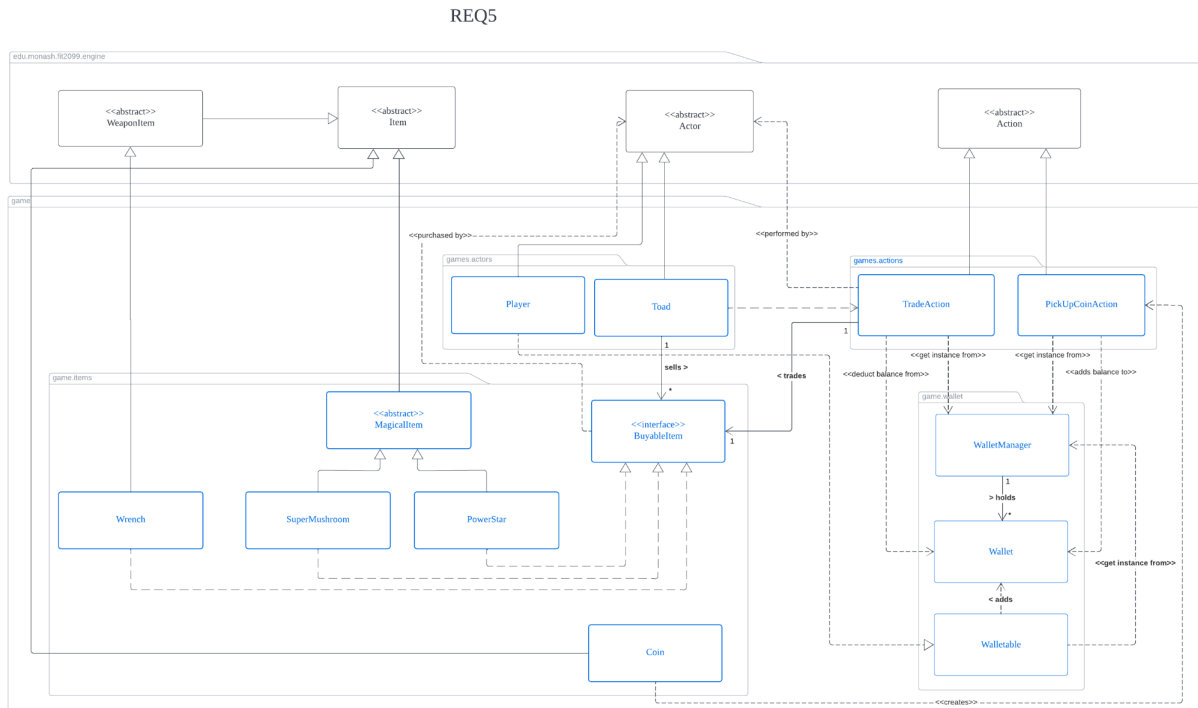 REQ5
edu.monash.fit2099.engine
<<abstract>>
WeaponItem
<<abstract>>
Item
<<abstract>>
Actor
<<abstract>>
Action
game
<<purchased by>>
<<performed by>>
games.actors
games.actions
Player
Toad
TradeAction
PickUpCoinAction
1
1
<<get instance from>>
<<get instance from>>
sells >
< trades
<<deduct balance from>>
<<adds balance to>>
game.items
*
game.wallet
<<abstract>>
MagicalItem
<<interface>>
BuyableItem
1
WalletManager
1
> holds
*
Wrench
SuperMushroom
PowerStar
Wallet
<<get instance from>>
< adds
Coin
Walletable
<<creates>>